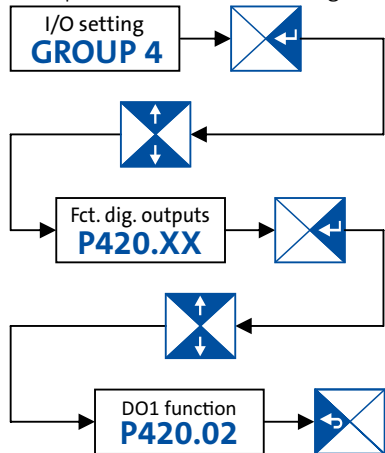 I/O setting
GROUP 4
Fct. dig. outputs
P420.XX
DO1 function
P420.02